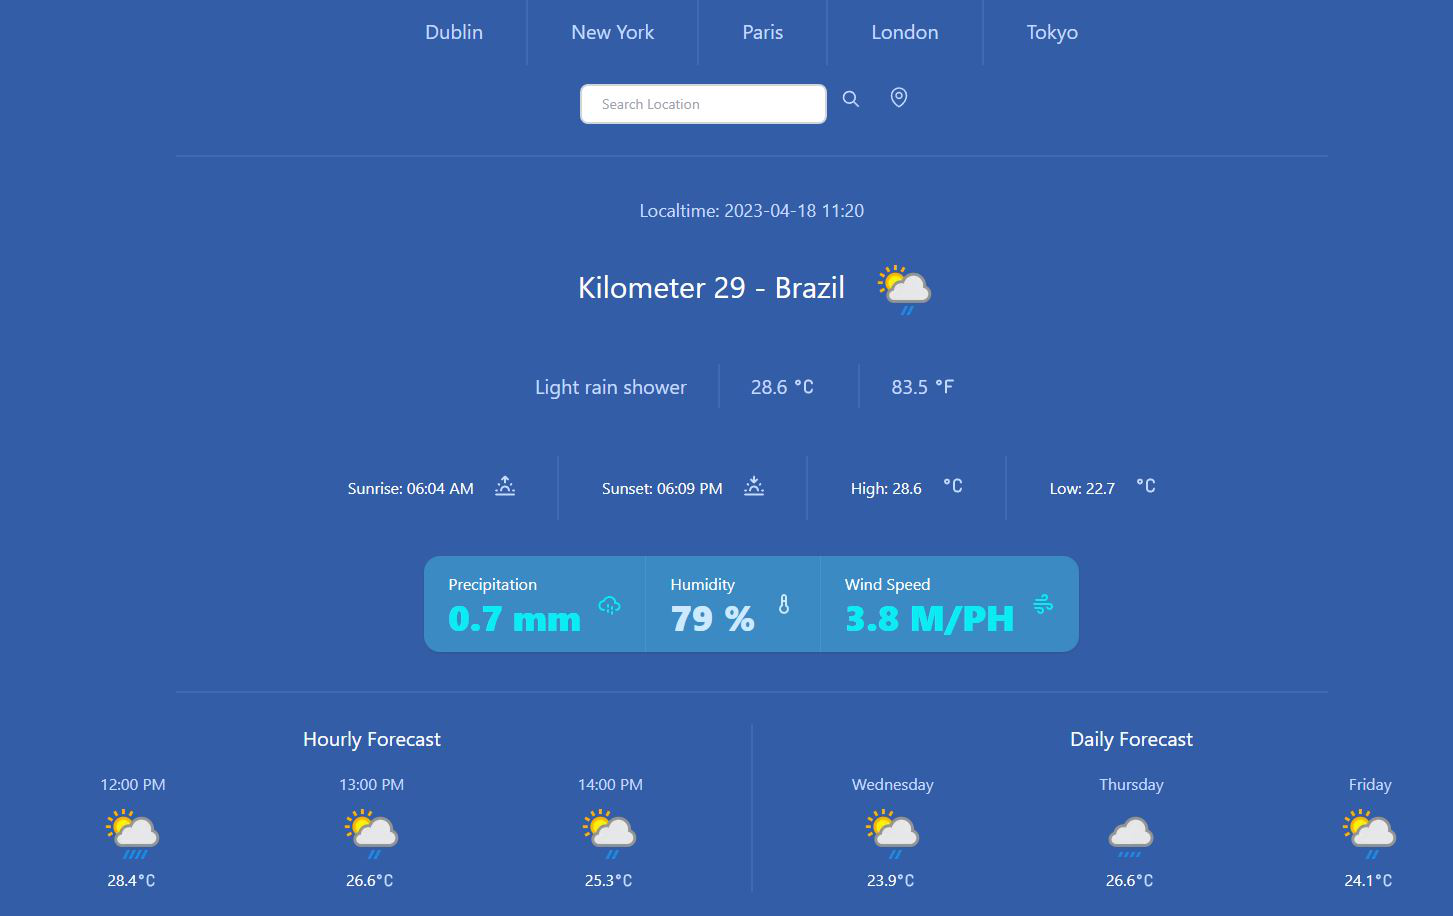 Dublin New York Paris London Tokyo
Search Location
Localtime: 2023-04-18 11:20
Kilometer 29 - Brazil
Light rain shower 28.6 °C 83.5 °F
Sunrise: 06:04 AM Sunset: 06:09 PM High: 28.6 °C Low: 22.7 °C
Precipitation Humidity Wind Speed
0.7 mm 79 % 3.8 M/PH
Hourly Forecast Daily Forecast
12:00 PM 13:00 PM 14:00 PM Wednesday Thursday Friday
28.4°C 26.6°C 25.3°C 23.9°C 26.6°C 24.1°C